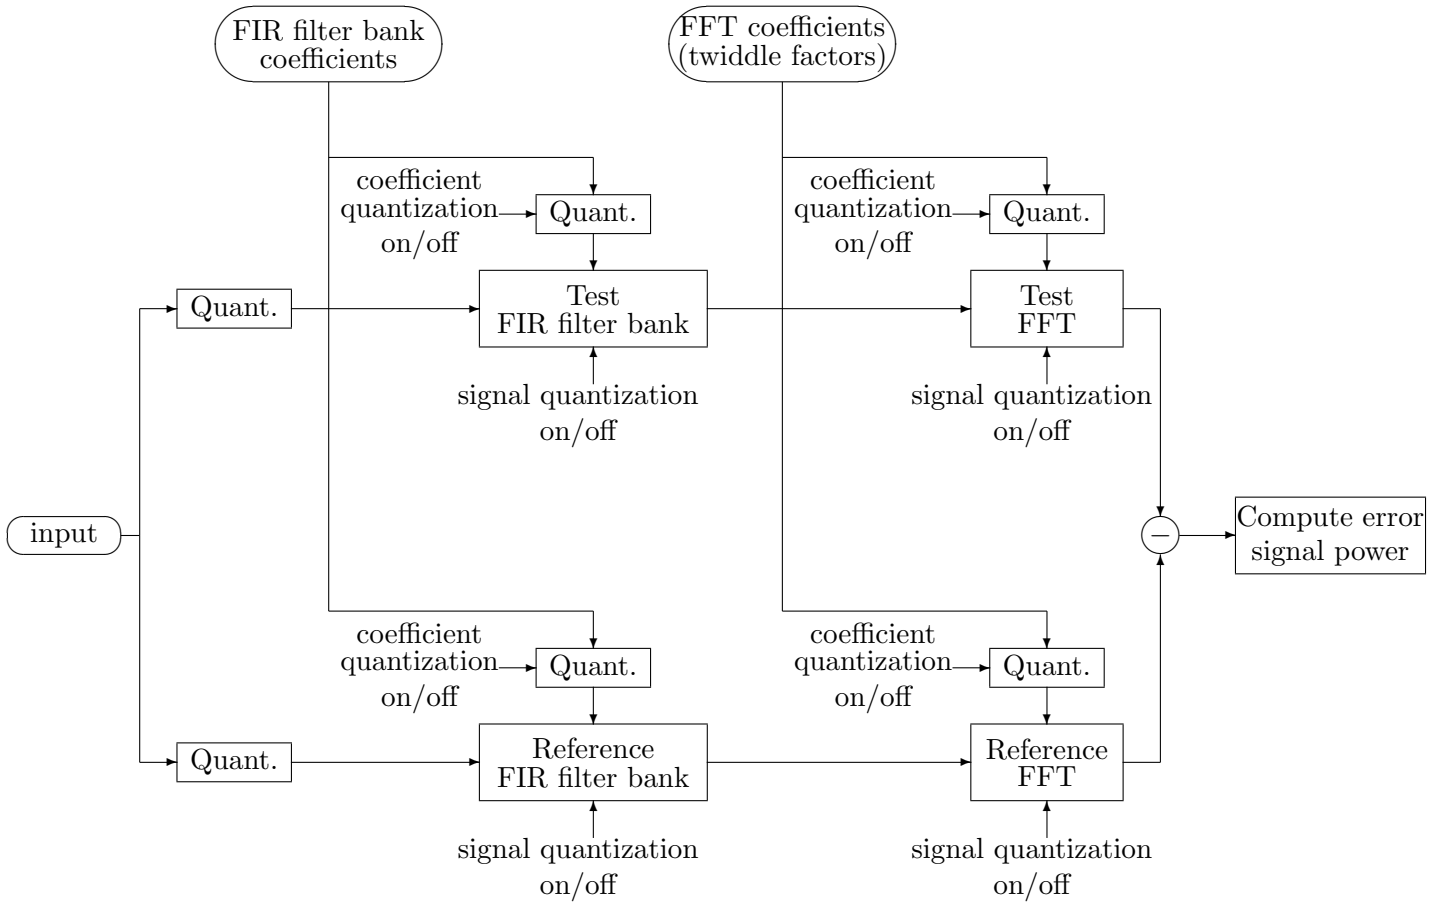 FIR filter bank
coefficients
FFT coefficients
(twiddle factors)
coefficient
quantization
on/off
Quant.
coefficient
quantization
on/off
Quant.
Quant.
Test
FIR filter bank
Test
FFT
signal quantization
on/off
signal quantization
on/off
input
−
Compute error
signal power
coefficient
quantization
on/off
Quant.
coefficient
quantization
on/off
Quant.
Quant.
Reference
FIR filter bank
Reference
FFT
signal quantization
on/off
signal quantization
on/off